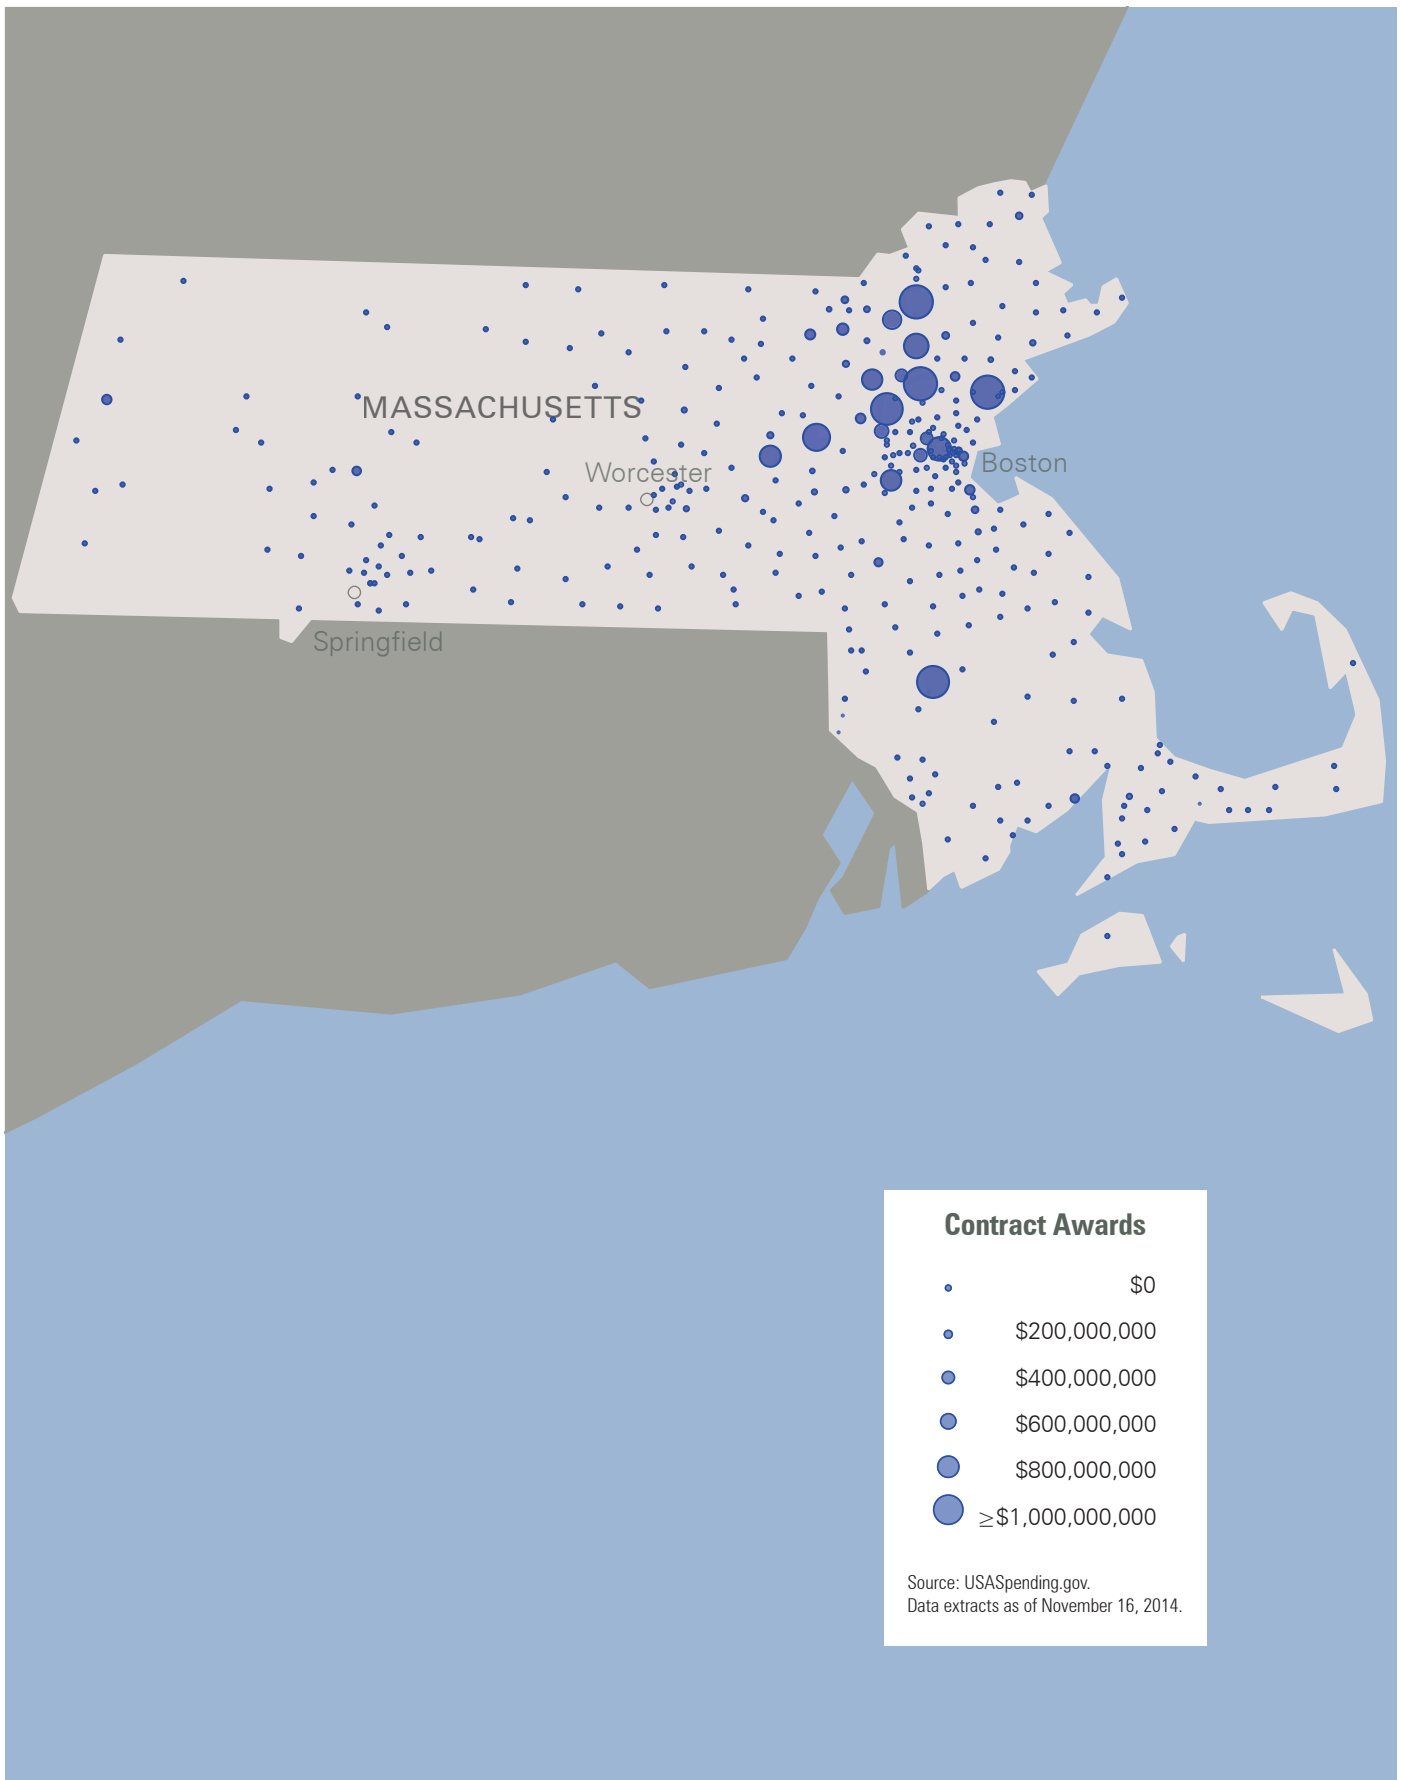 MASSACHUSETTS
Worcester
Boston
Springfield
Contract Awards
$0
$200,000,000
$400,000,000
$600,000,000
$800,000,000
≥$1,000,000,000
Source: USASpending.gov.
Data extracts as of November 16, 2014.